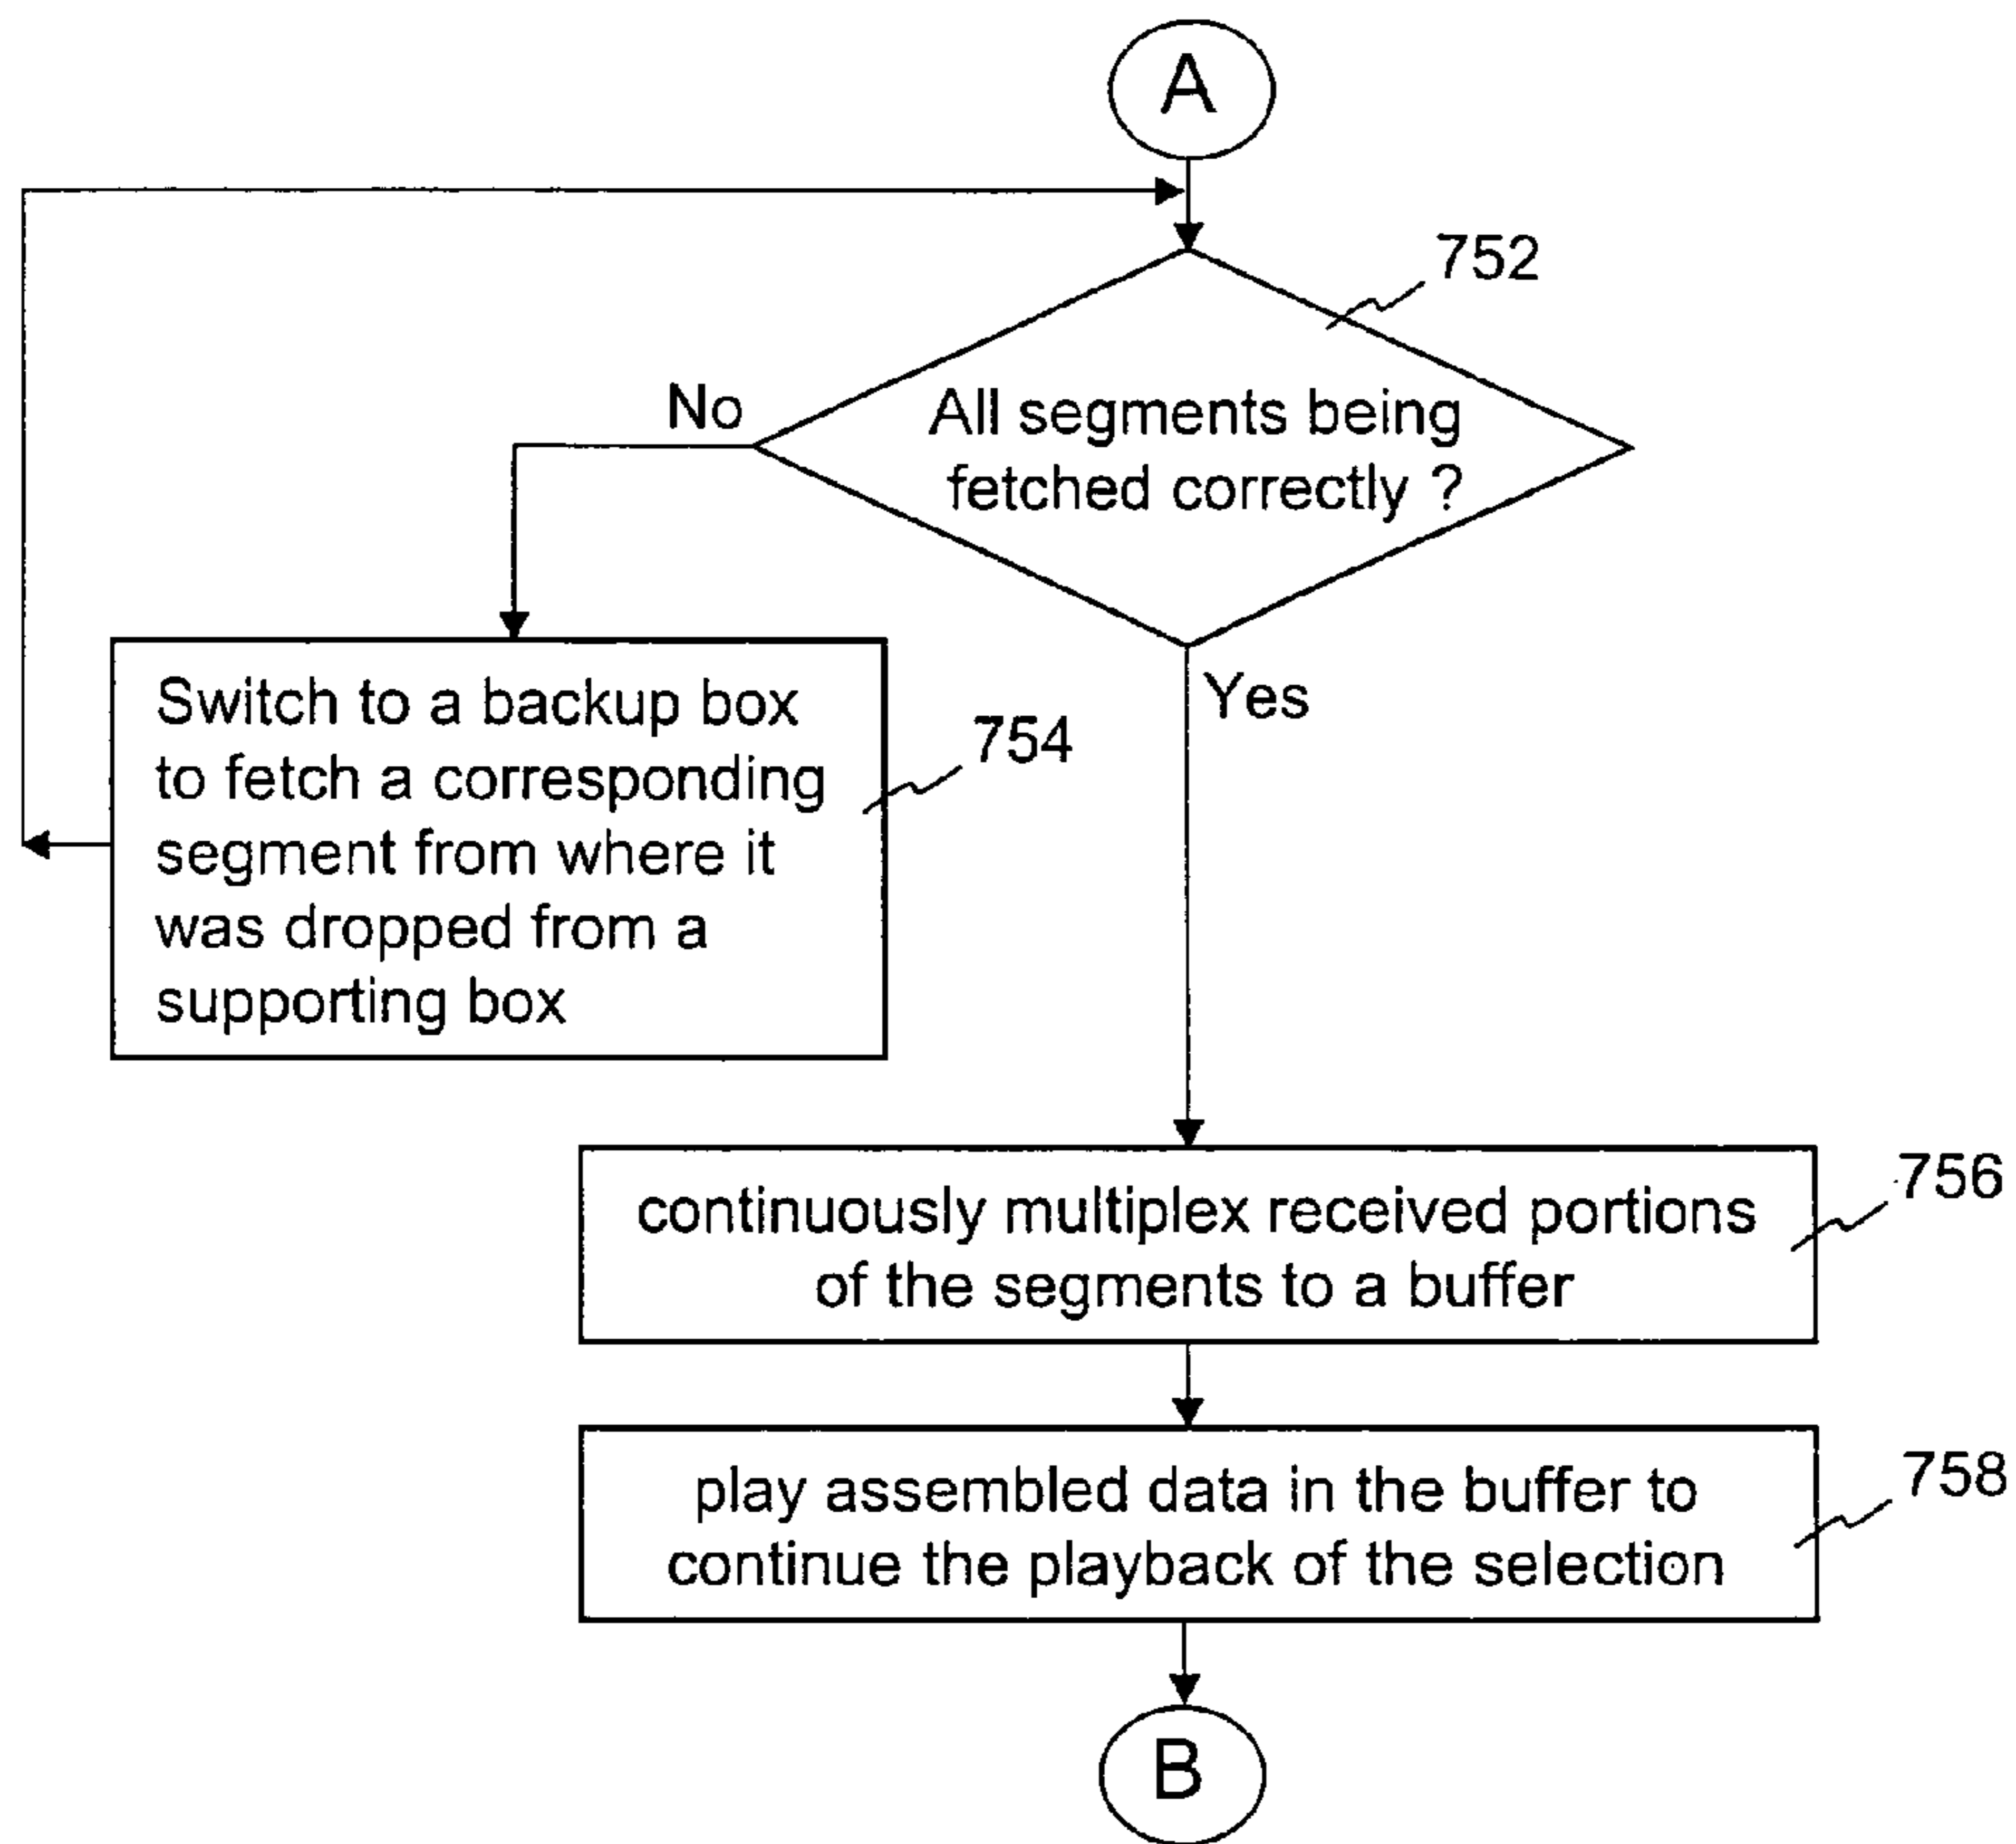 A
752
No
All segments being
fetched correctly ?
Yes
Switch to a backup box
to fetch a corresponding
segment from where it
was dropped from a
supporting box
754
continuously multiplex received portions
of the segments to a buffer
756
play assembled data in the buffer to
continue the playback of the selection
758
B